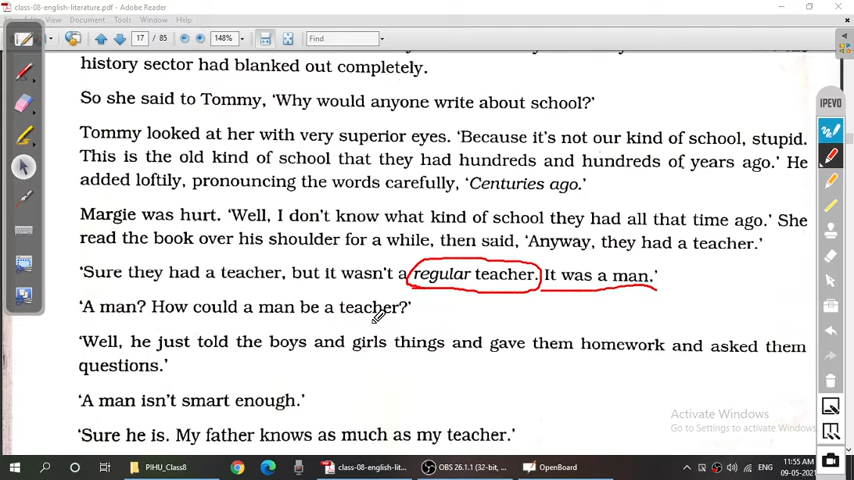 class-08-english-literature.pdf - Adobe Reader
Document Tools Window Help
17 / 85 148% Find
history sector had blanked out completely.
So she said to Tommy, ‘Why would anyone write about school?’
Tommy looked at her with very superior eyes. ‘Because it’s not our kind of school, stupid.
This is the old kind of school that they had hundreds and hundreds of years ago.’ He
added loftily, pronouncing the words carefully, ‘Centuries ago.’
Margie was hurt. ‘Well, I don’t know what kind of school they had all that time ago.’ She
read the book over his shoulder for a while, then said, ‘Anyway, they had a teacher.’
‘Sure they had a teacher, but it wasn’t a regular teacher. It was a man.’
‘A man? How could a man be a teacher?’
‘Well, he just told the boys and girls things and gave them homework and asked them
questions.’
‘A man isn’t smart enough.’
‘Sure he is. My father knows as much as my teacher.’
IPEVO
Activate Windows
Go to Settings to activate Windows.
PIHU_Class8 class-08-english-lit... OBS 26.1.1 (32-bit, ... OpenBoard ENG 11:55 AM
09-05-2021